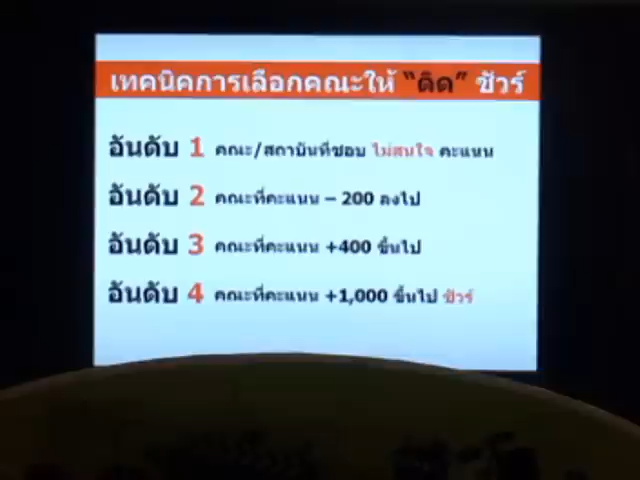 เทคนิคการเลือกคณะให้ "ติด" ชัวร์
อันดับ 1 คณะ/สถาบันที่ชอบ ไม่สนใจ คะแนน
อันดับ 2 คณะที่คะแนน – 200 ลงไป
อันดับ 3 คณะที่คะแนน +400 ขึ้นไป
อันดับ 4 คณะที่คะแนน +1,000 ขึ้นไป ชัวร์